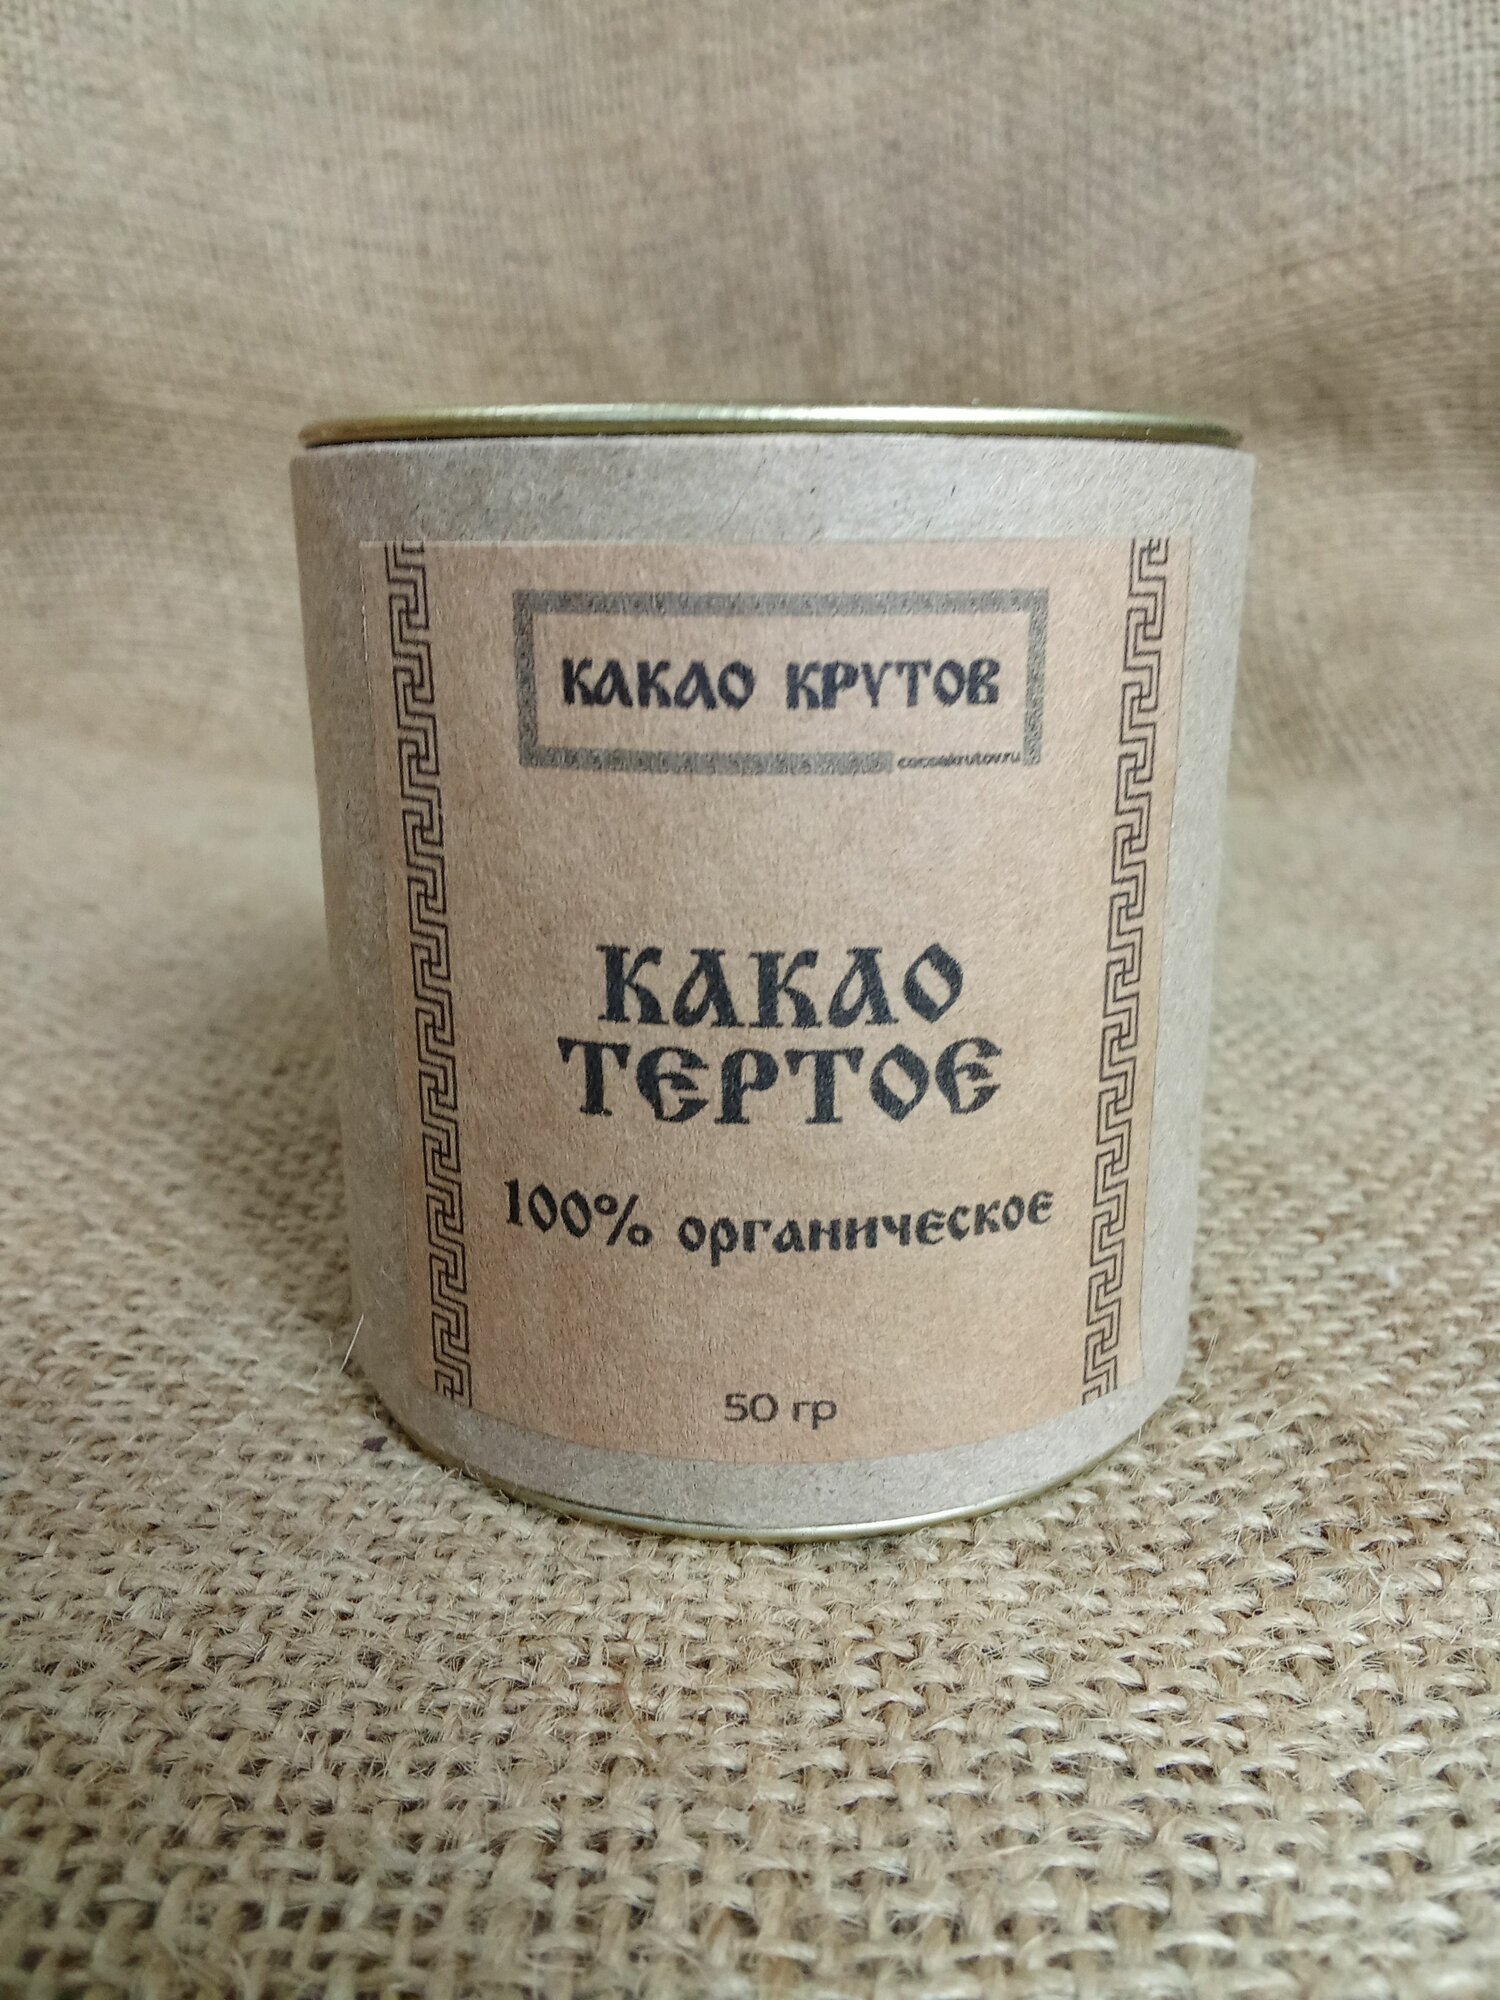 КАКАО КРУТОВ
cocoakrutov.ru
КАКАО
ТЕРТОЕ
100% органическое
50 гр